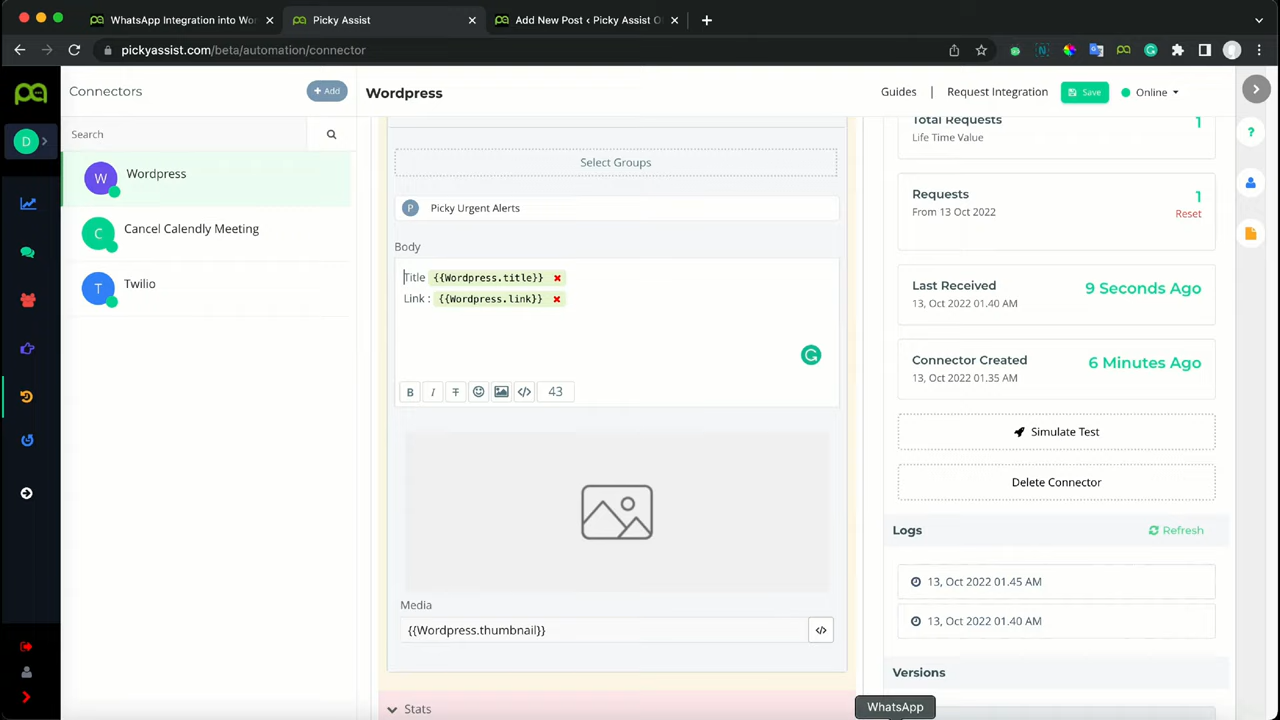 WhatsApp Integration into Wor
Picky Assist
Add New Post ‹ Picky Assist O
pickyassist.com/beta/automation/connector
Connectors
+ Add
Wordpress
Guides
|
Request Integration
Save
Online
D
Search
W
Wordpress
C
Cancel Calendly Meeting
T
Twilio
Select Groups
P
Picky Urgent Alerts
Body
Title {{Wordpress.title}}
Link : {{Wordpress.link}}
B
I
T
</>
43
Media
{{Wordpress.thumbnail}}
</>
Stats
Total Requests
1
Life Time Value
Requests
1
From 13 Oct 2022
Reset
Last Received
9 Seconds Ago
13, Oct 2022 01.40 AM
Connector Created
6 Minutes Ago
13, Oct 2022 01.35 AM
Simulate Test
Delete Connector
Logs
Refresh
13, Oct 2022 01.45 AM
13, Oct 2022 01.40 AM
Versions
WhatsApp